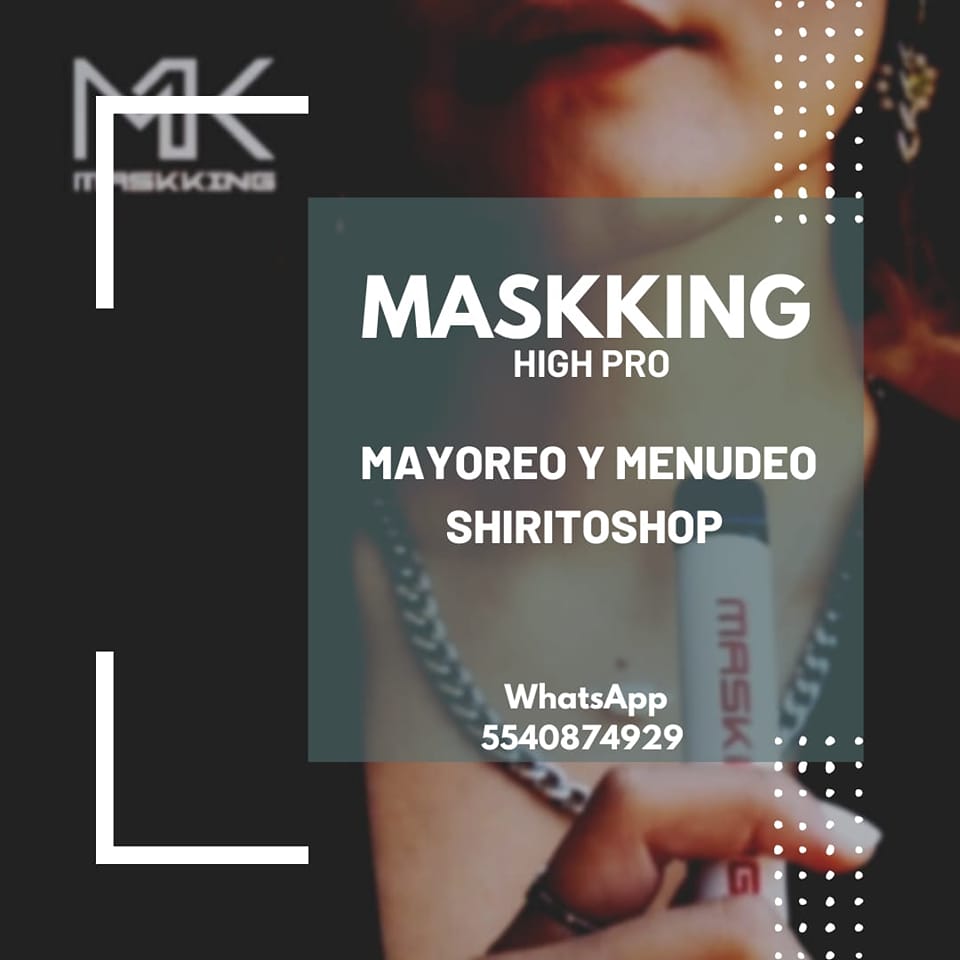 MK
MASKKING
MASKKING
HIGH PRO
MAYOREO Y MENUDEO
SHIRITOSHOP
WhatsApp
5540874929
MASKKING